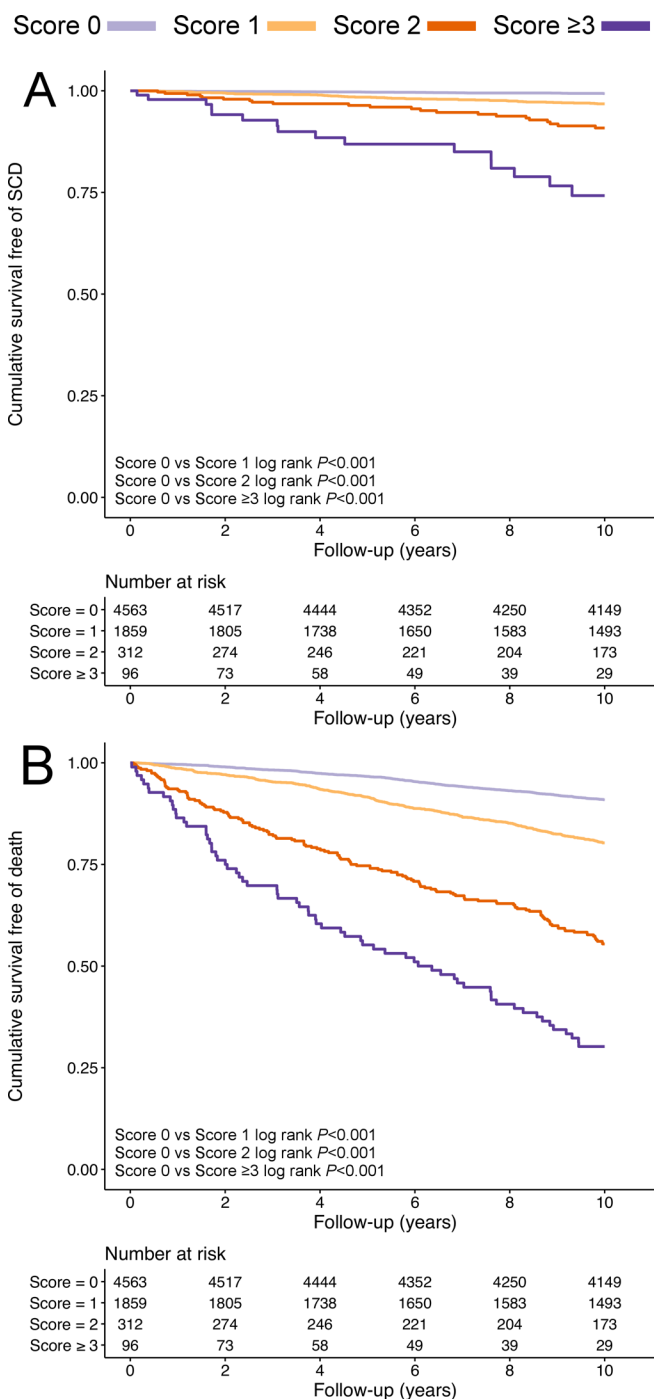 Score 0 Score 1 Score 2 Score ≥3
A
Cumulative survival free of SCD
1.00
0.75
0.50
0.25
0.00
Score 0 vs Score 1 log rank P<0.001
Score 0 vs Score 2 log rank P<0.001
Score 0 vs Score ≥3 log rank P<0.001
0 2 4 6 8 10
Follow-up (years)
Number at risk
Score = 0 4563 4517 4444 4352 4250 4149
Score = 1 1859 1805 1738 1650 1583 1493
Score = 2 312 274 246 221 204 173
Score ≥ 3 96 73 58 49 39 29
0 2 4 6 8 10
Follow-up (years)
B
Cumulative survival free of death
1.00
0.75
0.50
0.25
0.00
Score 0 vs Score 1 log rank P<0.001
Score 0 vs Score 2 log rank P<0.001
Score 0 vs Score ≥3 log rank P<0.001
0 2 4 6 8 10
Follow-up (years)
Number at risk
Score = 0 4563 4517 4444 4352 4250 4149
Score = 1 1859 1805 1738 1650 1583 1493
Score = 2 312 274 246 221 204 173
Score ≥ 3 96 73 58 49 39 29
0 2 4 6 8 10
Follow-up (years)